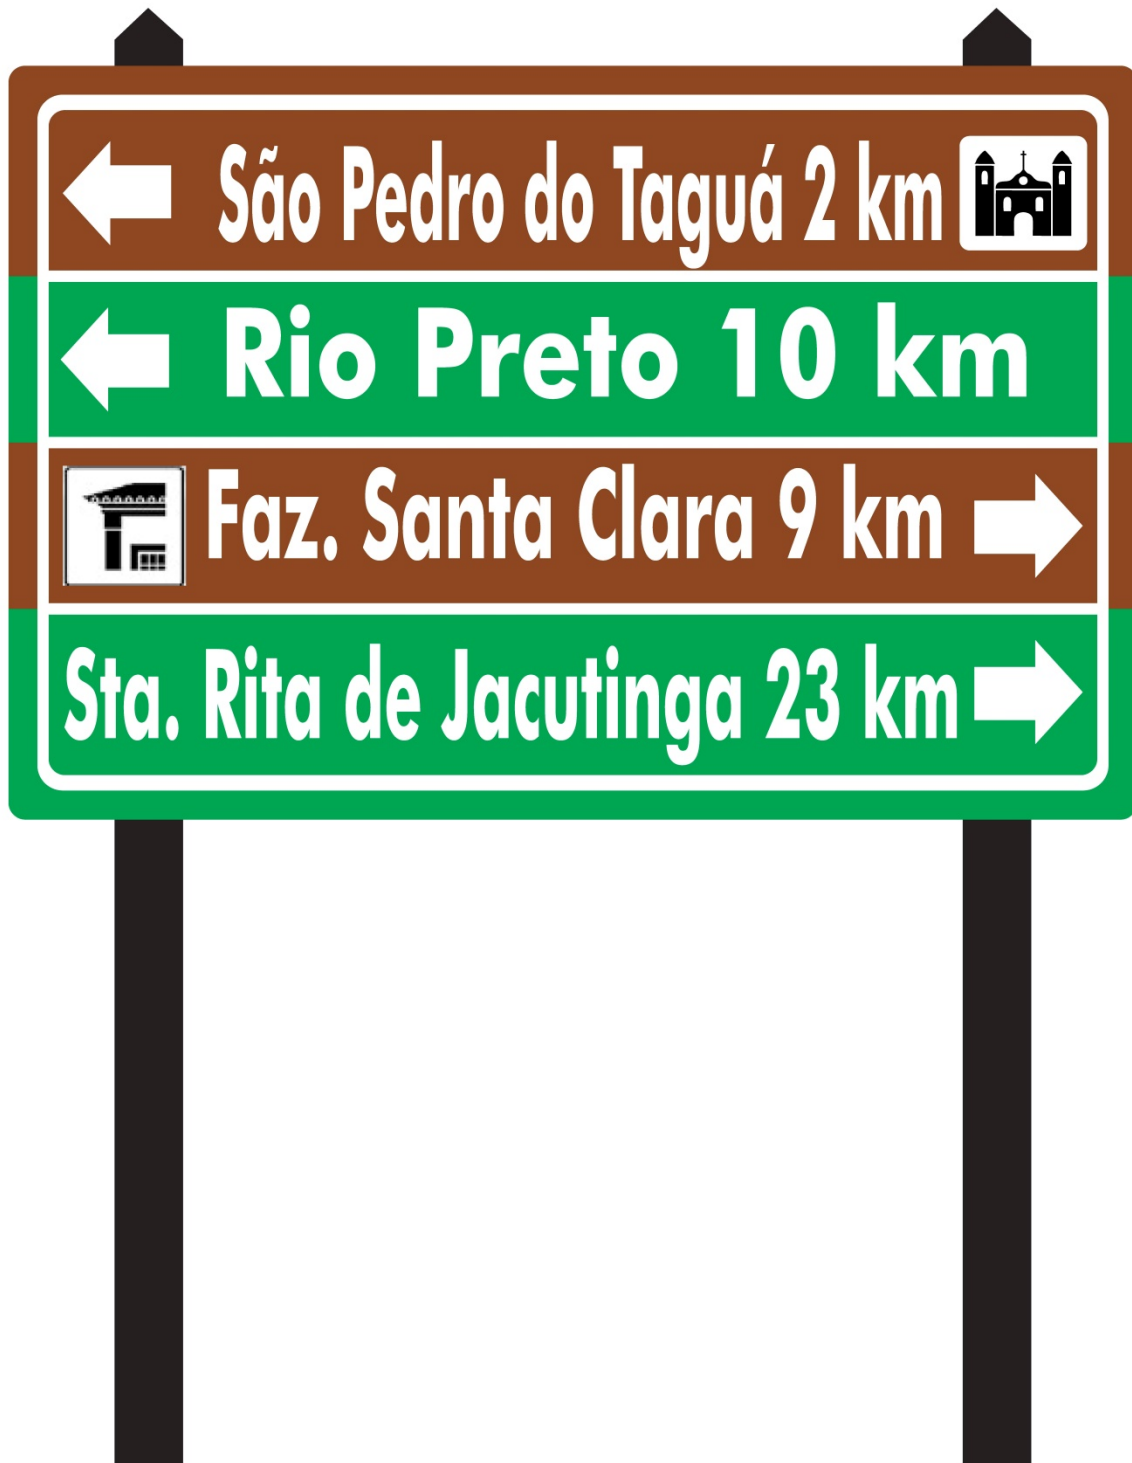 São Pedro do Taguá 2 km
Rio Preto 10 km
Faz. Santa Clara 9 km
Sta. Rita de Jacutinga 23 km